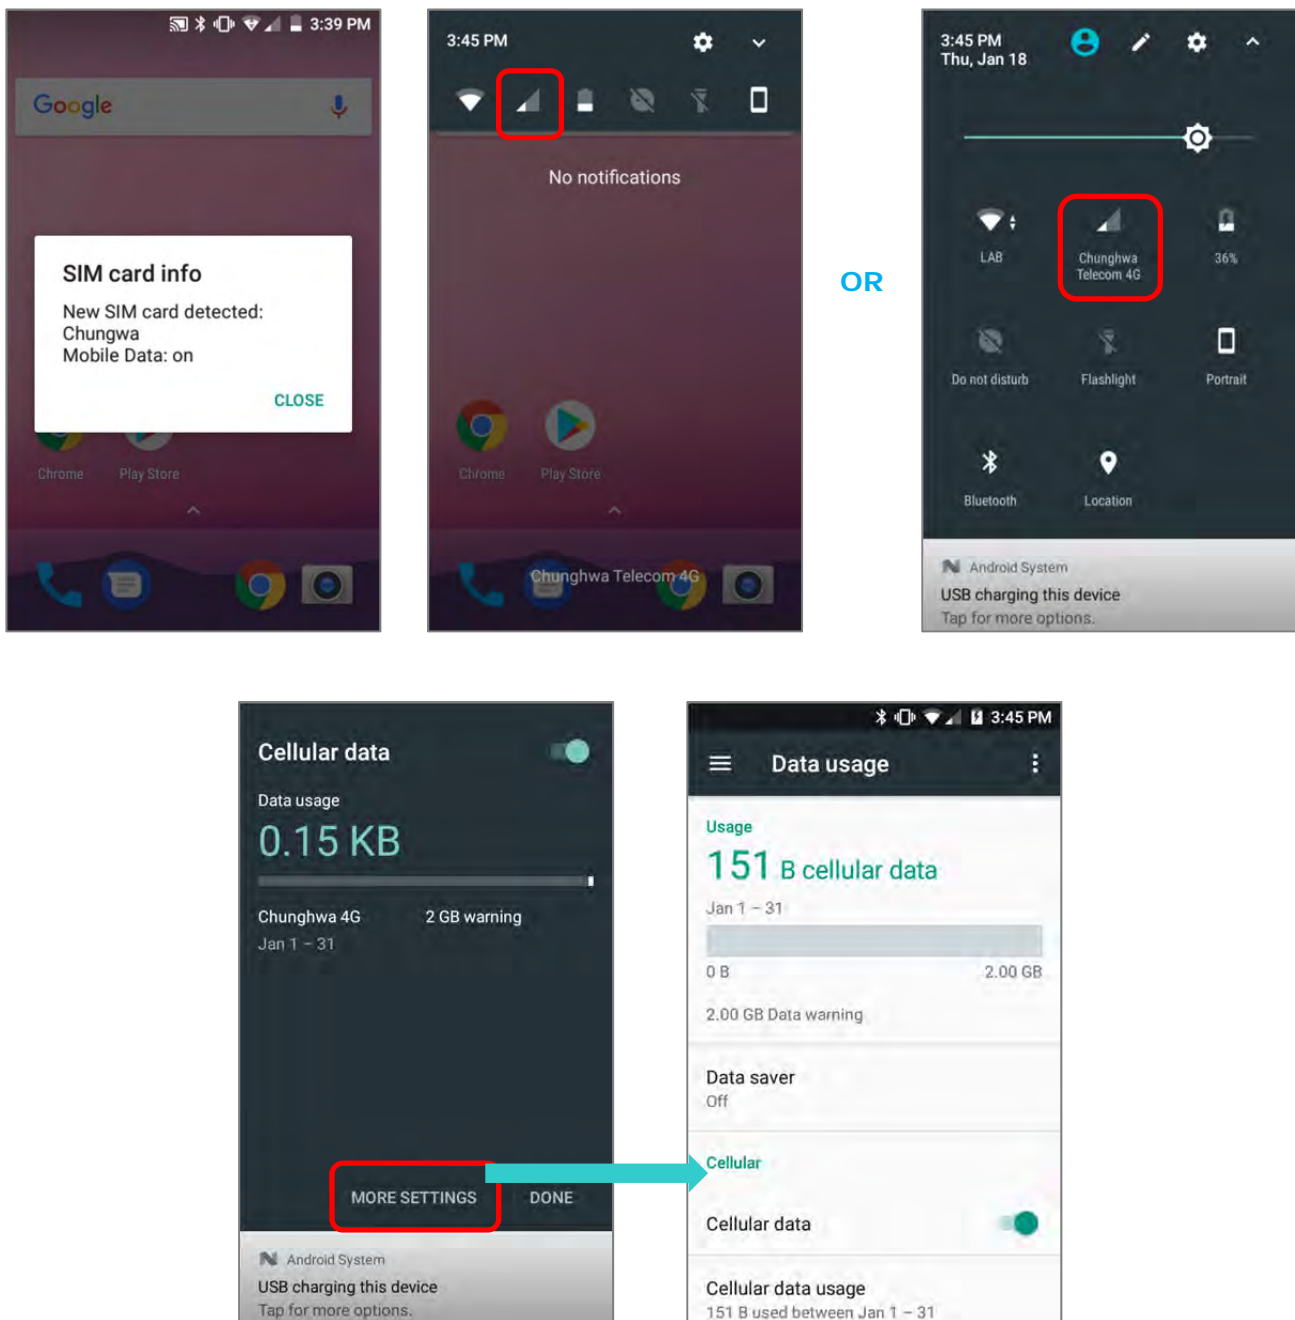 3:39 PM
Google
SIM card info
New SIM card detected:
Chungwa
Mobile Data: on
CLOSE
Chrome
Play Store
3:45 PM
No notifications
Chrome
Play Store
Chunghwa Telecom 4G
OR
3:45 PM
Thu, Jan 18
LAB
Chunghwa
Telecom 4G
36%
Do not disturb
Flashlight
Portrait
Bluetooth
Location
Android System
USB charging this device
Tap for more options.
Cellular data
Data usage
0.15 KB
Chunghwa 4G
2 GB warning
Jan 1 – 31
MORE SETTINGS
DONE
Android System
USB charging this device
Tap for more options.
3:45 PM
Data usage
Usage
151 B cellular data
Jan 1 – 31
0 B
2.00 GB
2.00 GB Data warning
Data saver
Off
Cellular
Cellular data
Cellular data usage
151 B used between Jan 1 – 31